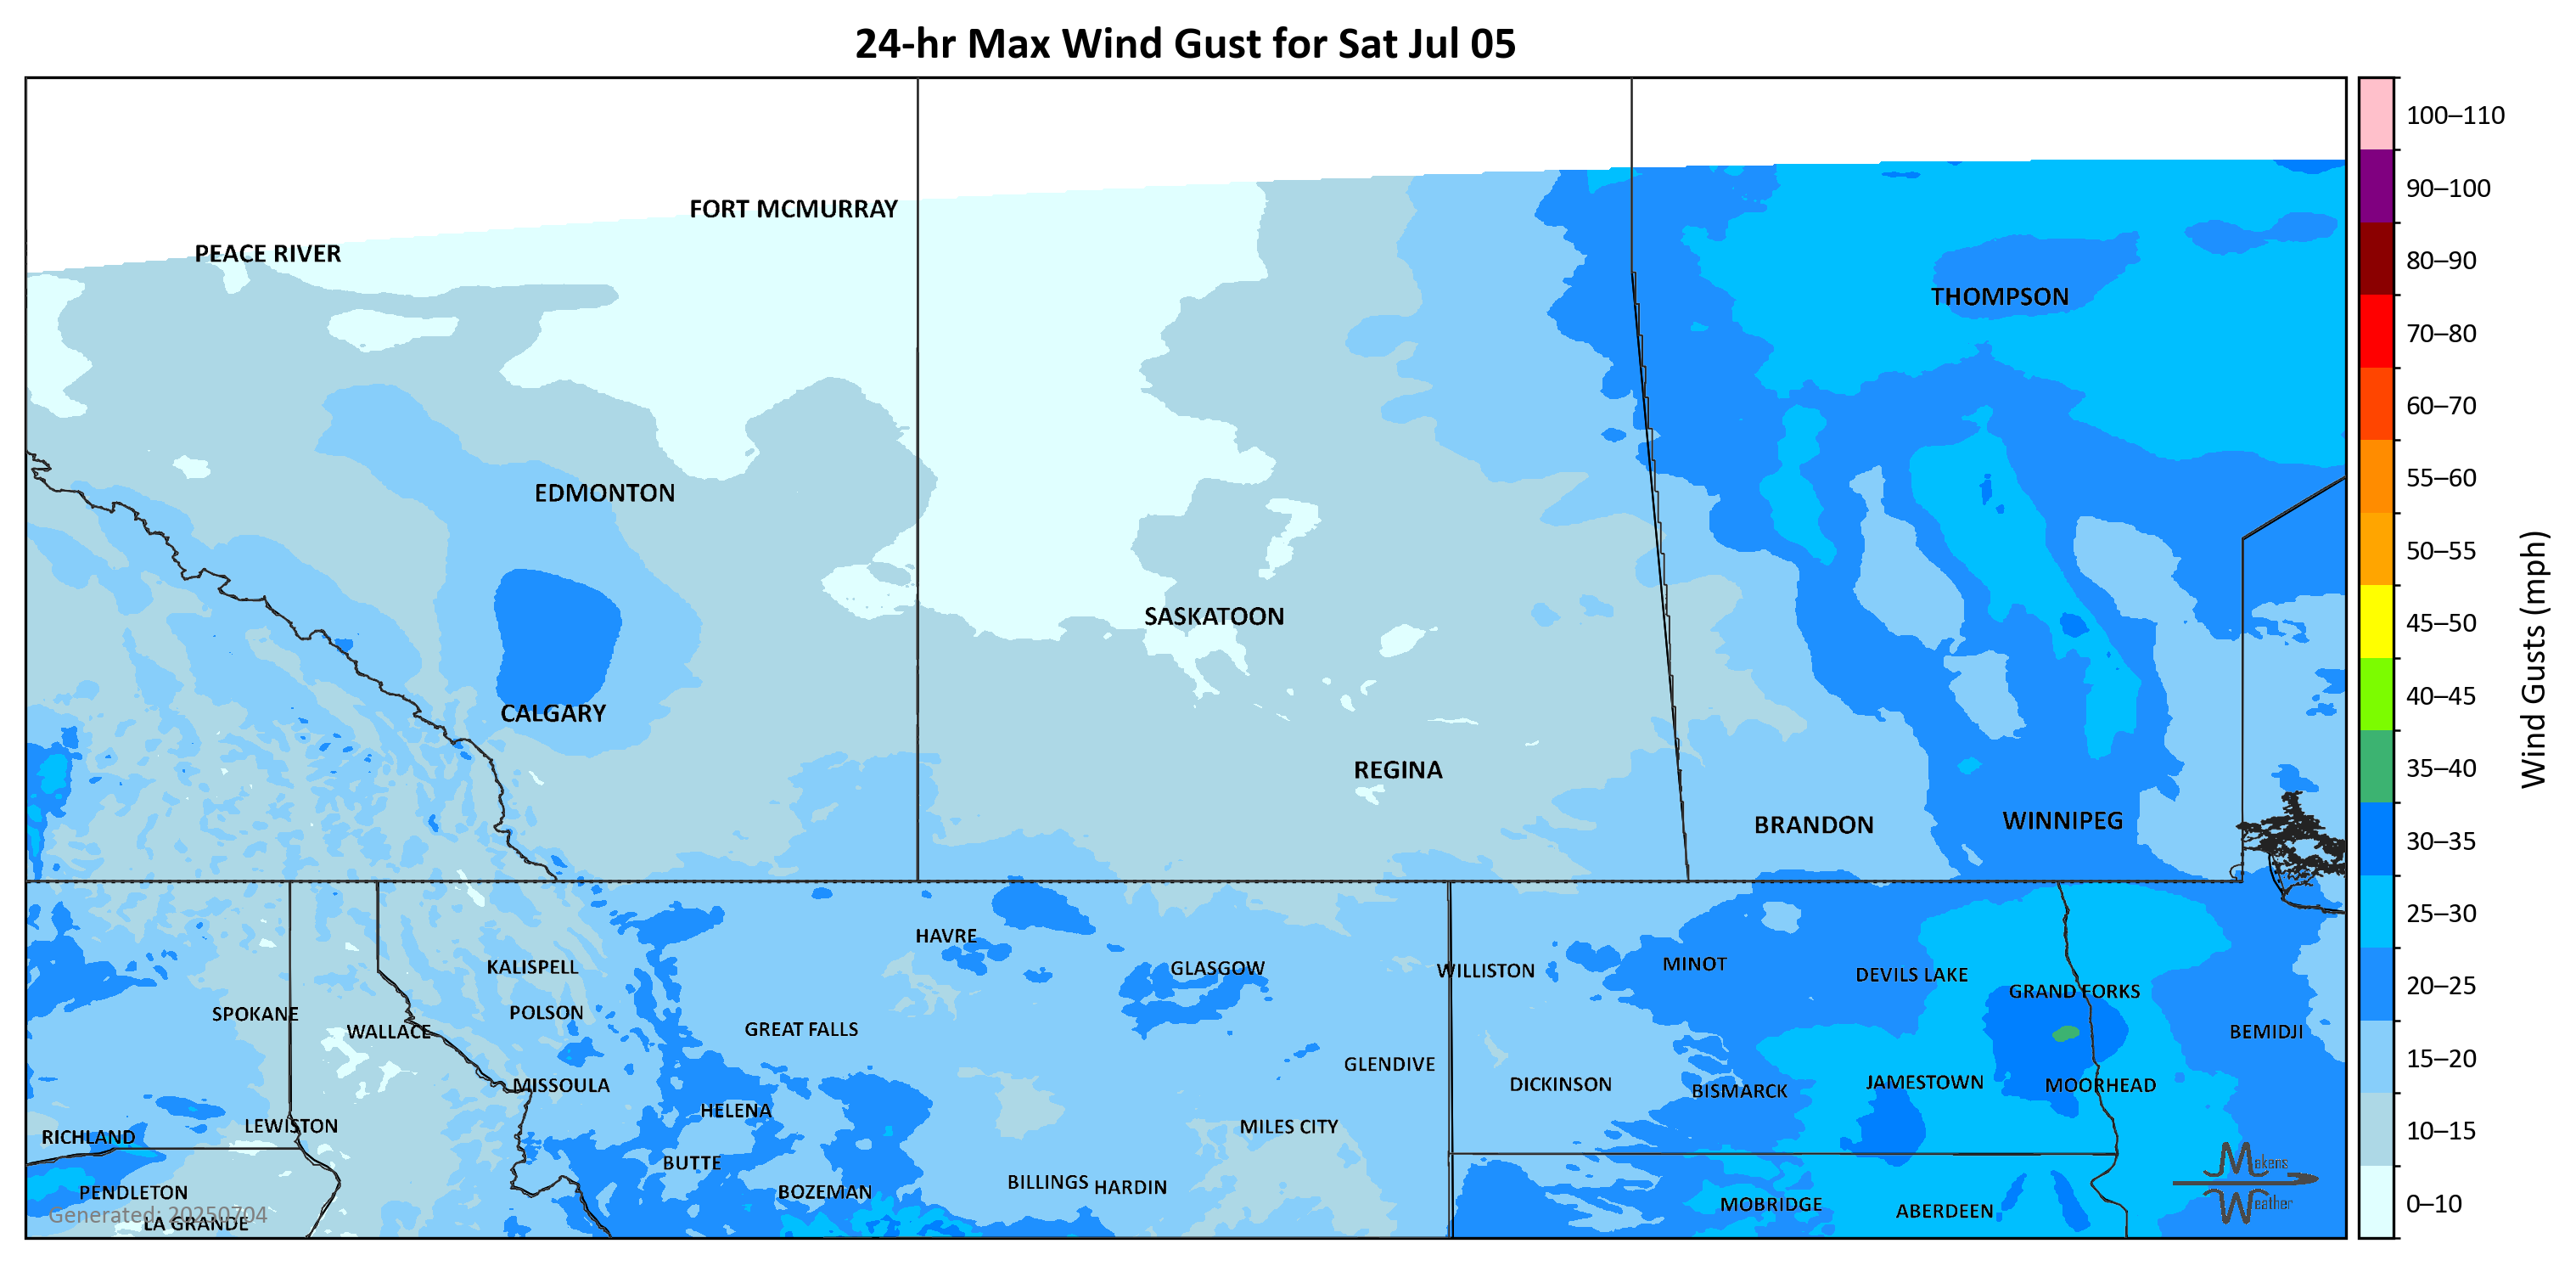 24-hr Max Wind Gust for Sat Jul 05
FORT MCMURRAY
PEACE RIVER
THOMPSON
EDMONTON
SASKATOON
CALGARY
REGINA
BRANDON
WINNIPEG
HAVRE
KALISPELL
GLASGOW
WILLISTON
MINOT
DEVILS LAKE
GRAND FORKS
SPOKANE
POLSON
WALLACE
GREAT FALLS
BEMIDJI
GLENDIVE
MISSOULA
DICKINSON
BISMARCK
JAMESTOWN
MOORHEAD
HELENA
LEWISTON
MILES CITY
RICHLAND
BUTTE
PENDLETON
BOZEMAN
BILLINGS
HARDIN
MOBRIDGE
ABERDEEN
LA GRANDE
Generated: 20250704
Makens
Weather
100–110
90–100
80–90
70–80
60–70
55–60
50–55
45–50
40–45
35–40
30–35
25–30
20–25
15–20
10–15
0–10
Wind Gusts (mph)